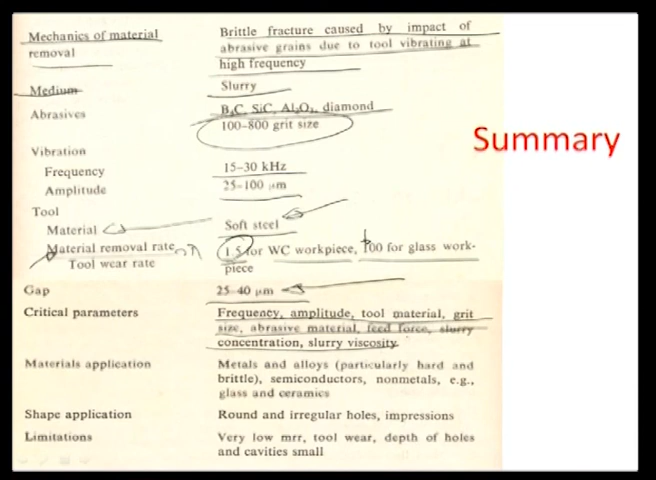 Mechanics of material removal
Brittle fracture caused by impact of
abrasive grains due to tool vibrating at
high frequency
Medium
Slurry
Abrasives
B₄C, SiC, Al₂O₃, diamond
100–800 grit size
Vibration
Frequency
15–30 kHz
Amplitude
25–100 μm
Tool
Material
Soft steel
Material removal rate
Tool wear rate
1.5 for WC workpiece, 100 for glass work-
piece
Gap
25–40 μm
Critical parameters
Frequency, amplitude, tool material, grit
size, abrasive material, feed force, slurry
concentration, slurry viscosity
Materials application
Metals and alloys (particularly hard and
brittle), semiconductors, nonmetals, e.g.,
glass and ceramics
Shape application
Round and irregular holes, impressions
Limitations
Very low mrr, tool wear, depth of holes
and cavities small
Summary